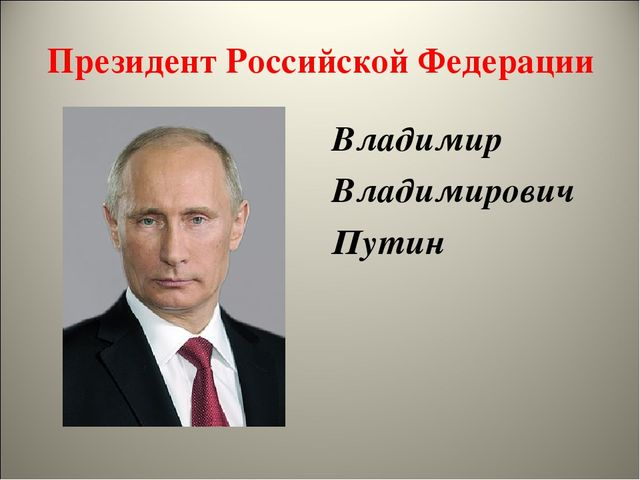 Президент Российской Федерации
Владимир
Владимирович
Путин